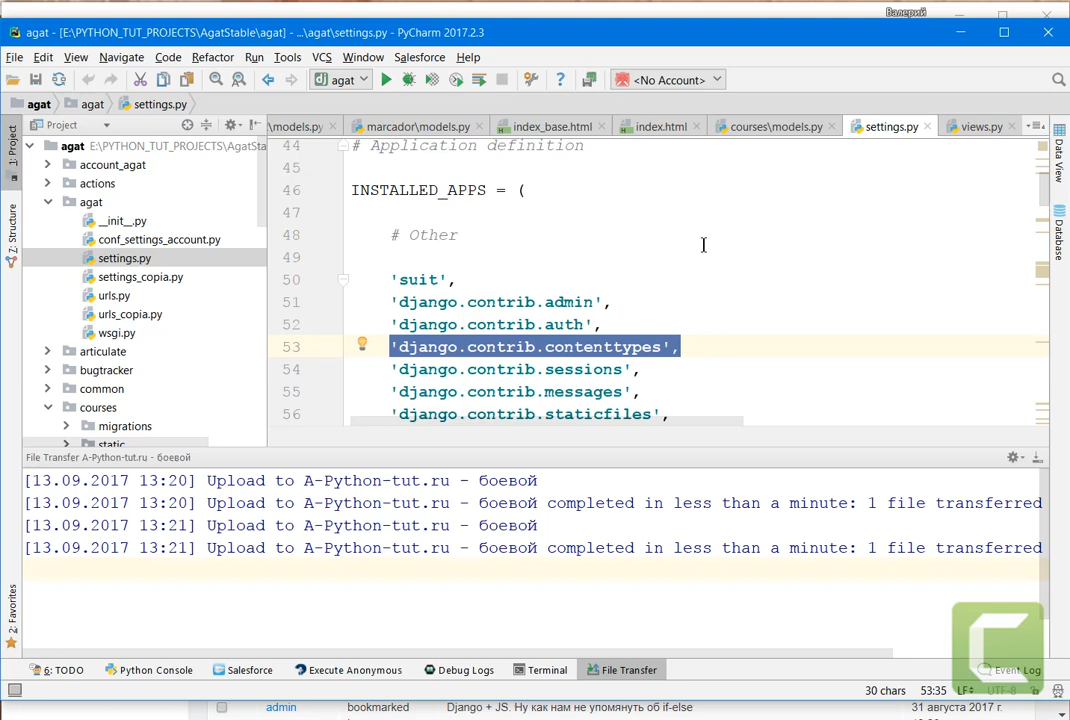 Валерий
agat - [E:\PYTHON_TUT_PROJECTS\AgatStable\agat] - ...\agat\settings.py - PyCharm 2017.2.3
File Edit View Navigate Code Refactor Run Tools VCS Window Salesforce Help
agat <No Account>
agat agat settings.py
1: Project
Z: Structure
2: Favorites
Project
\models.py marcador\models.py index_base.html index.html courses\models.py settings.py views.py
Data View
Database
agat E:\PYTHON_TUT_PROJECTS\AgatSta
account_agat
actions
agat
__init__.py
conf_settings_account.py
settings.py
settings_copia.py
urls.py
urls_copia.py
wsgi.py
articulate
bugtracker
common
courses
migrations
static
44 # Application definition
45
46 INSTALLED_APPS = (
47
48 # Other
49
50 'suit',
51 'django.contrib.admin',
52 'django.contrib.auth',
53 'django.contrib.contenttypes',
54 'django.contrib.sessions',
55 'django.contrib.messages',
56 'django.contrib.staticfiles',
File Transfer A-Python-tut.ru - боевой
[13.09.2017 13:20] Upload to A-Python-tut.ru - боевой
[13.09.2017 13:20] Upload to A-Python-tut.ru - боевой completed in less than a minute: 1 file transferred
[13.09.2017 13:21] Upload to A-Python-tut.ru - боевой
[13.09.2017 13:21] Upload to A-Python-tut.ru - боевой completed in less than a minute: 1 file transferred
6: TODO Python Console Salesforce Execute Anonymous Debug Logs Terminal File Transfer Event Log
30 chars 53:35 LF UTF-8
admin bookmarked Django + JS. Ну как не упомянуть об if-else 31 августа 2017 г.